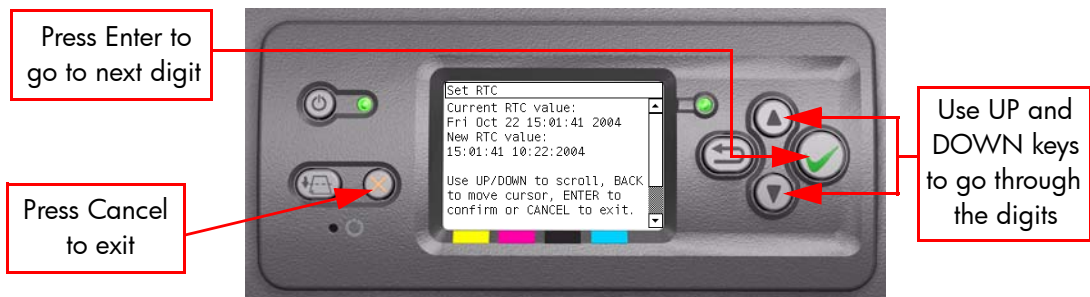 Press Enter to
go to next digit
Set RTC
Current RTC value:
Fri Oct 22 15:01:41 2004
New RTC value:
15:01:41 10:22:2004
Use UP/DOWN to scroll, BACK
to move cursor, ENTER to
confirm or CANCEL to exit.
Use UP and
DOWN keys
to go through
the digits
Press Cancel
to exit